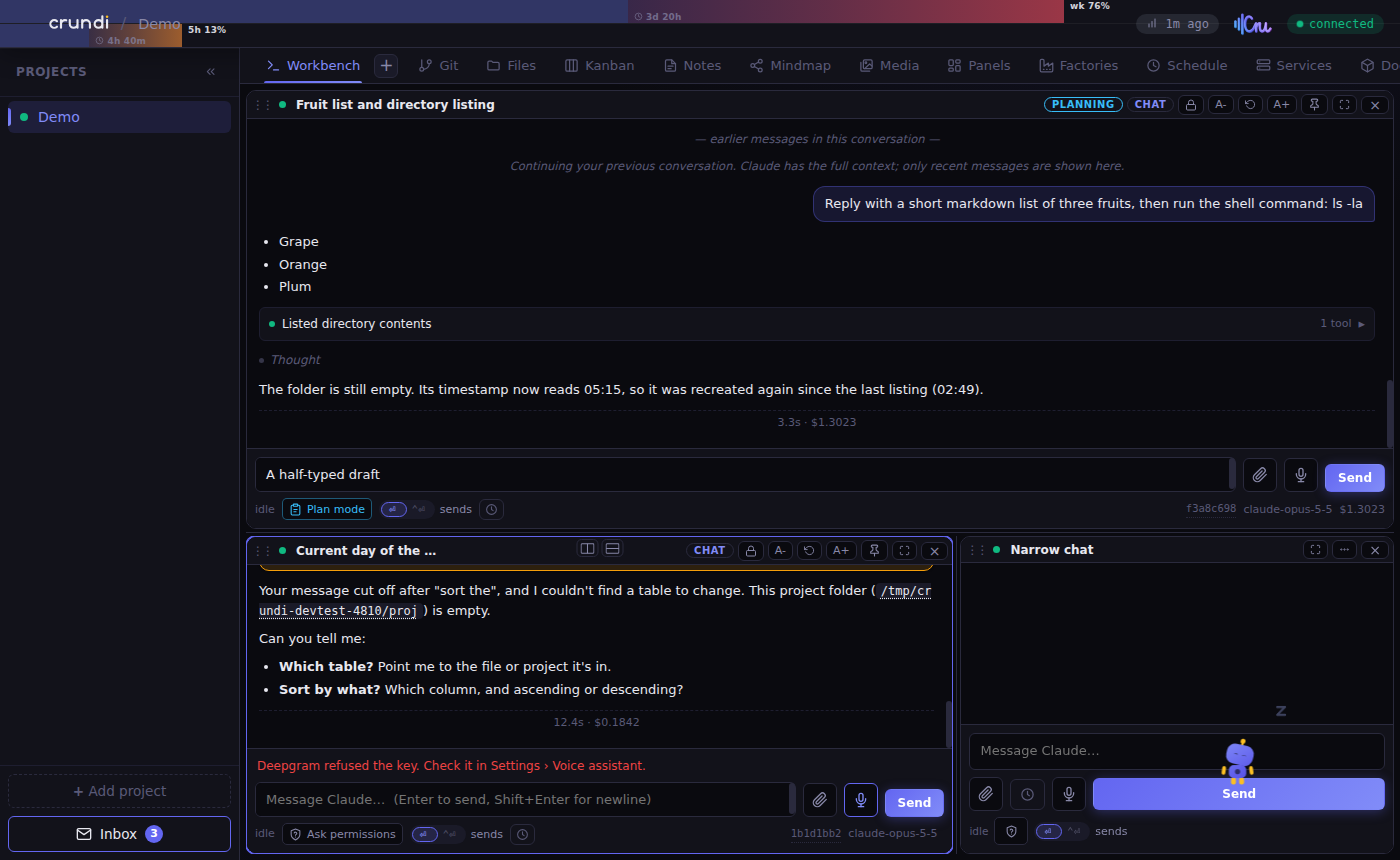 crundi / Demo
3d 20h
wk 76%
4h 40m
5h 13%
1m ago
Cru
connected
PROJECTS «
Workbench + Git Files Kanban Notes Mindmap Media Panels Factories Schedule Services Do
Demo
Fruit list and directory listing
PLANNING CHAT A- A+
— earlier messages in this conversation —
Continuing your previous conversation. Claude has the full context; only recent messages are shown here.
Reply with a short markdown list of three fruits, then run the shell command: ls -la
• Grape
• Orange
• Plum
Listed directory contents 1 tool ▸
Thought
The folder is still empty. Its timestamp now reads 05:15, so it was recreated again since the last listing (02:49).
3.3s · $1.3023
A half-typed draft
Send
idle Plan mode ⏎ ^⏎ sends
f3a8c698 claude-opus-5-5 $1.3023
Current day of the …
CHAT A- A+
Your message cut off after "sort the", and I couldn't find a table to change. This project folder ( /tmp/cr
undi-devtest-4810/proj ) is empty.
Can you tell me:
• Which table? Point me to the file or project it's in.
• Sort by what? Which column, and ascending or descending?
12.4s · $0.1842
Deepgram refused the key. Check it in Settings › Voice assistant.
Message Claude… (Enter to send, Shift+Enter for newline)
Send
idle Ask permissions ⏎ ^⏎ sends
1b1d1bb2 claude-opus-5-5
Narrow chat
z
Message Claude…
Send
idle ⏎ ^⏎ sends
+ Add project
Inbox 3